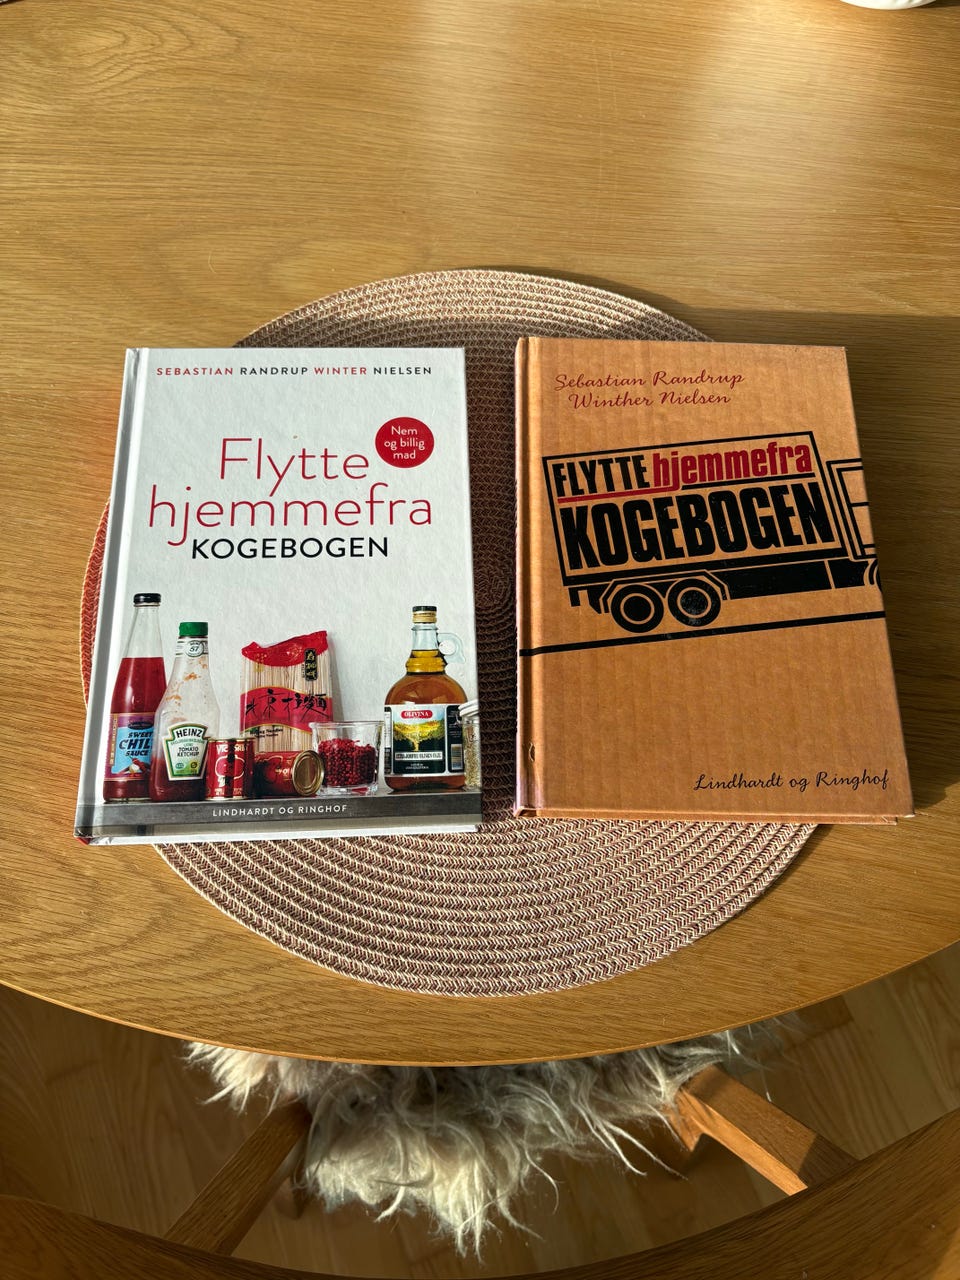 SEBASTIAN RANDRUP WINTER NIELSEN
Nem
og billig
mad
Flytte
hjemmefra
KOGEBOGEN
57
SWEET
CHILI
SAUCE
HEINZ
TOMATO
KETCHUP
OLIVINA
LINDHARDT OG RINGHOF
Sebastian Randrup
Winther Nielsen
FLYTTE hjemmefra
KOGEBOGEN
Lindhardt og Ringhof